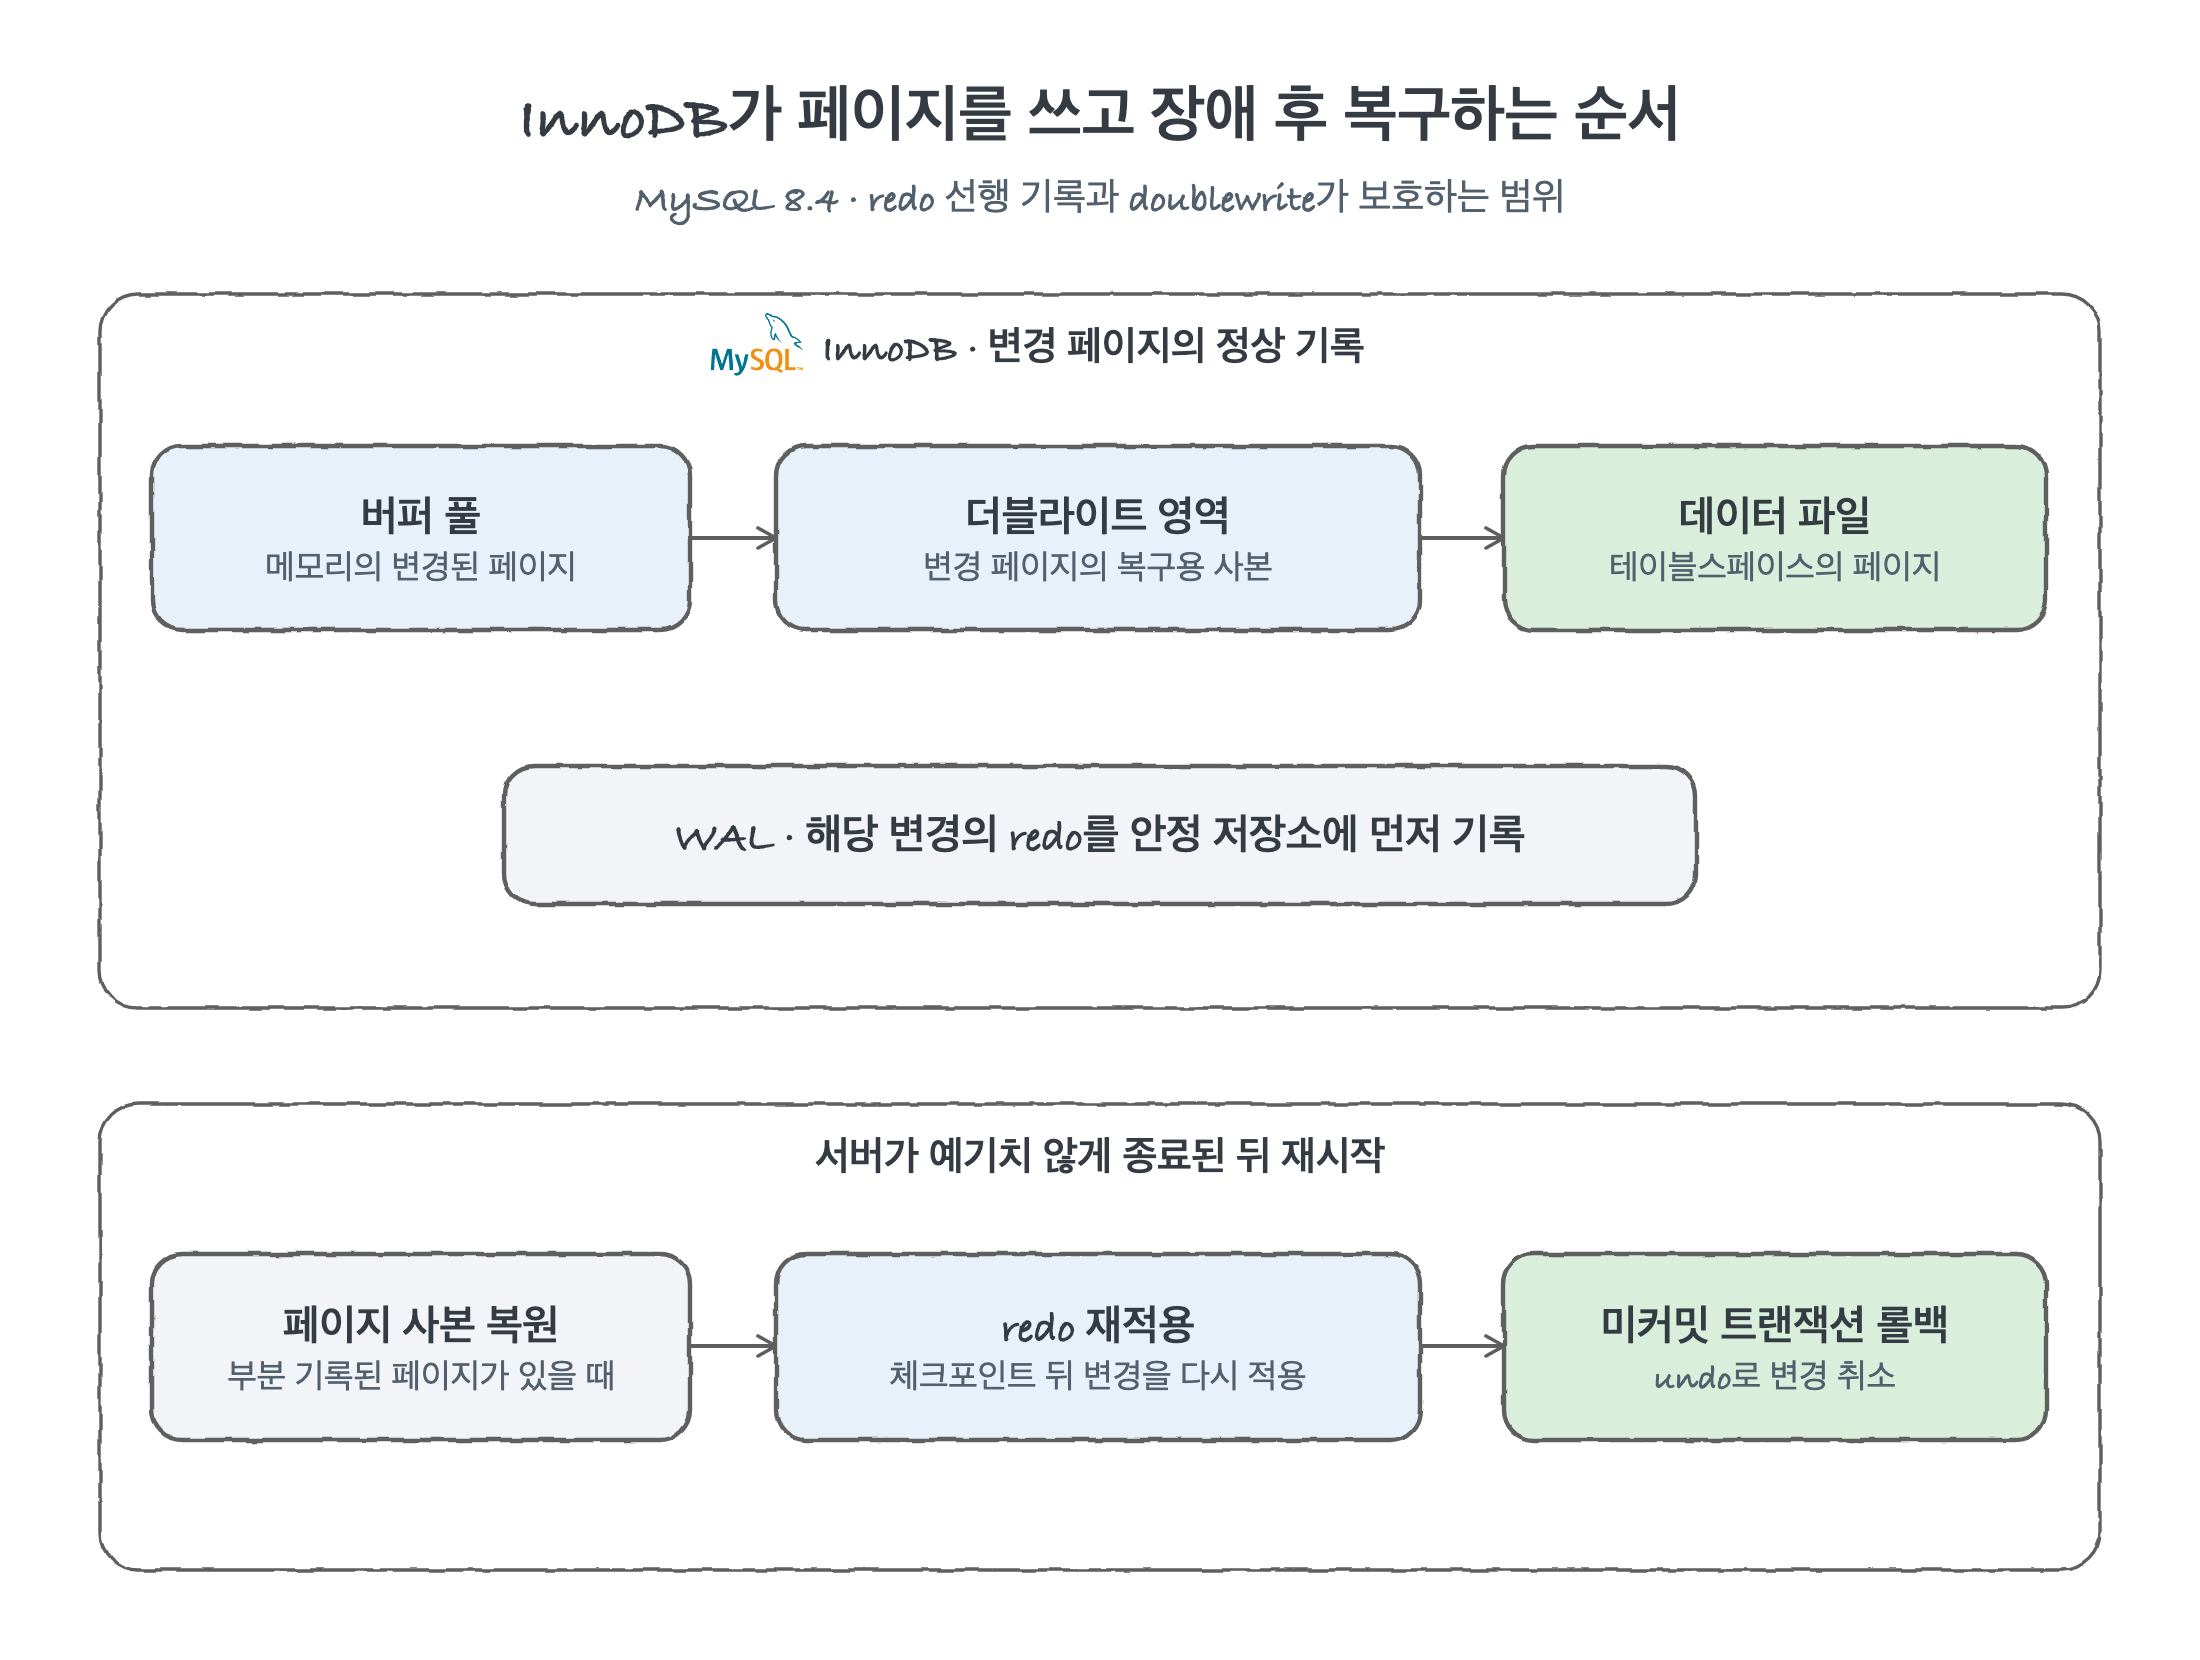 InnoDB가 페이지를 쓰고 장애 후 복구하는 순서
MySQL 8.4 · redo 선행 기록과 doublewrite가 보호하는 범위
MySQL™ InnoDB · 변경 페이지의 정상 기록
버퍼 풀
메모리의 변경된 페이지
더블라이트 영역
변경 페이지의 복구용 사본
데이터 파일
테이블스페이스의 페이지
WAL · 해당 변경의 redo를 안정 저장소에 먼저 기록
서버가 예기치 않게 종료된 뒤 재시작
페이지 사본 복원
부분 기록된 페이지가 있을 때
redo 재적용
체크포인트 뒤 변경을 다시 적용
미커밋 트랜잭션 롤백
undo로 변경 취소